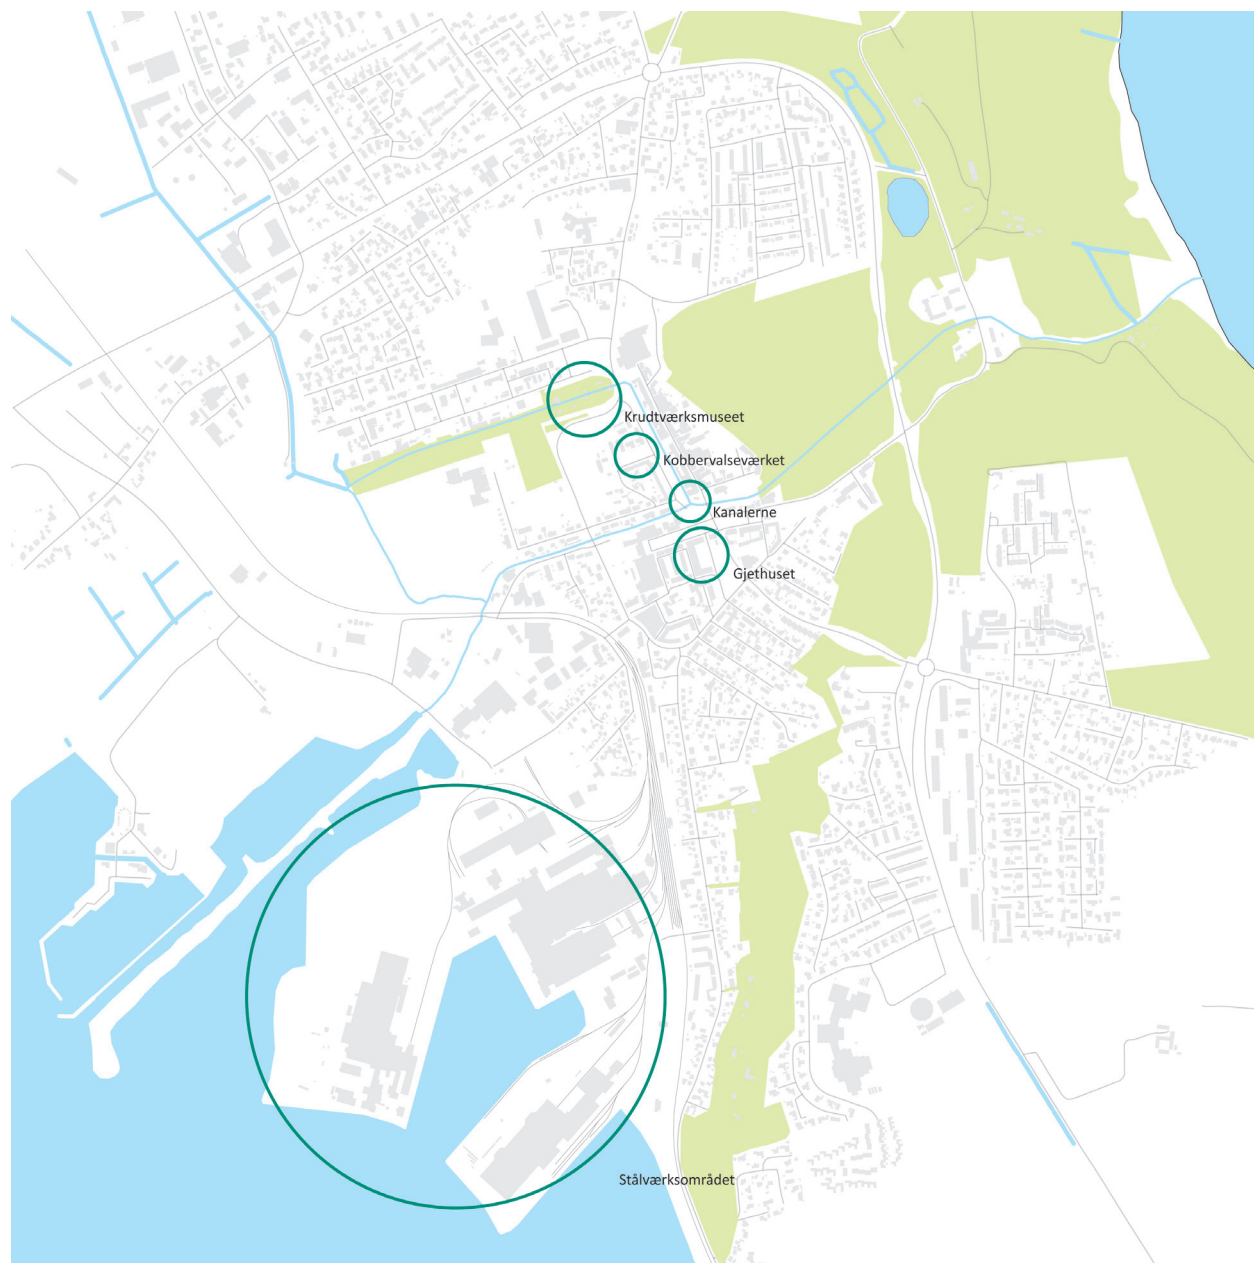 Krudtværksmuseet
Kobbervalseværket
Kanalerne
Gjethuset
Stålværksområdet